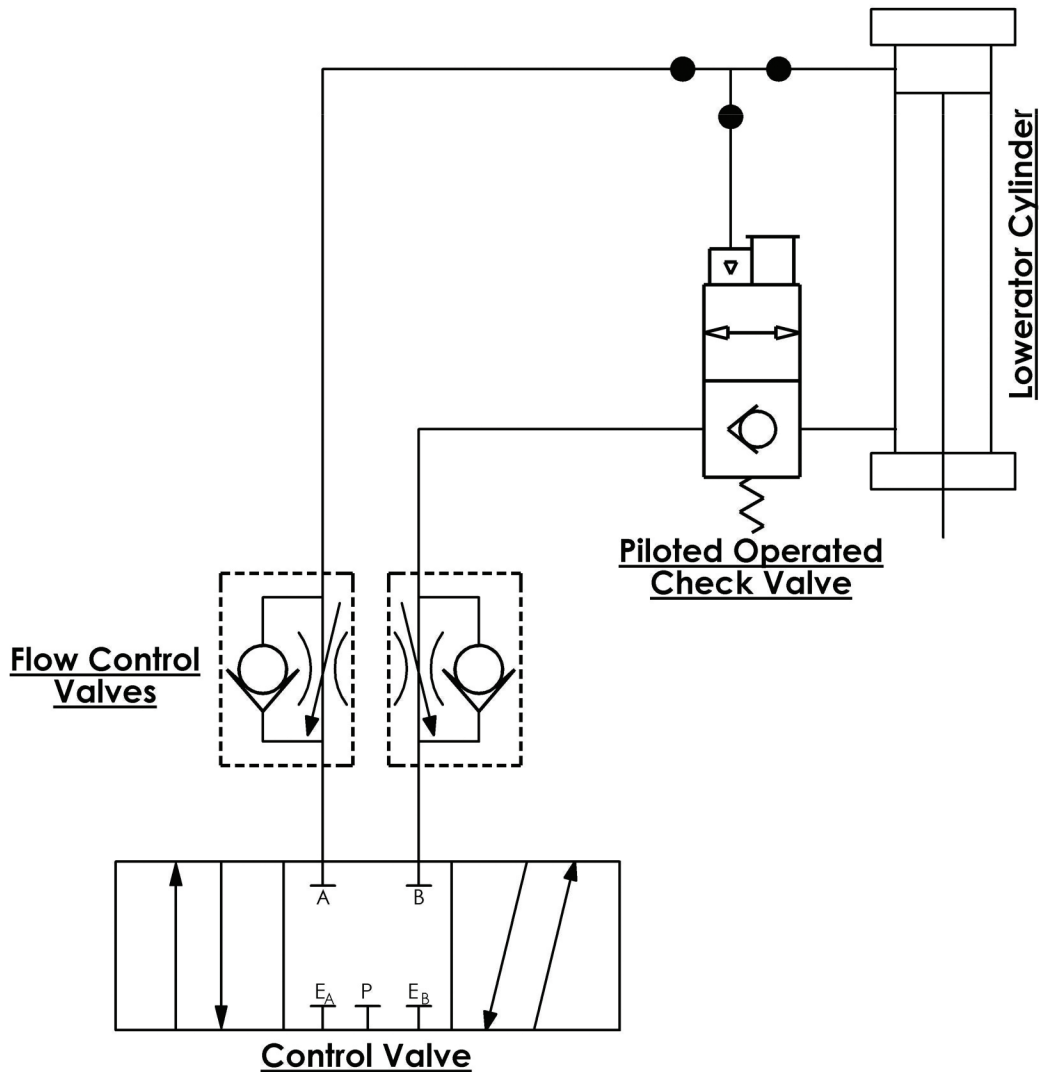 Lowerator Cylinder
Piloted Operated
Check Valve
Flow Control
Valves
A B
EA P EB
Control Valve